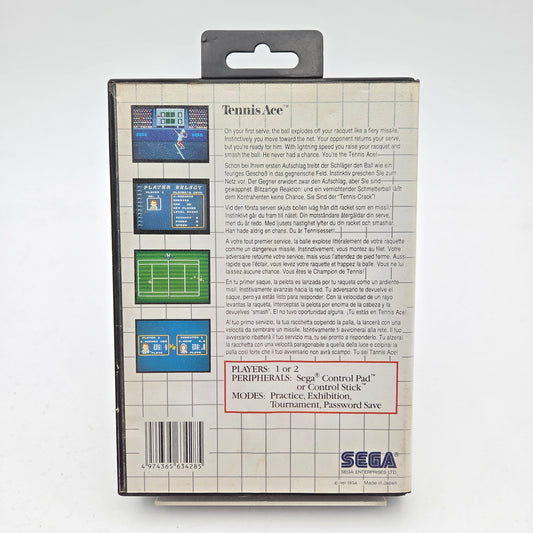 Tennis Ace™
On your first serve, the ball explodes off your racquet like a fiery missile.
Instinctively you move toward the net. Your opponent returns your serve,
but you're ready for him. With lightning speed you raise your racquet and
smash the ball. He never had a chance. You're the Tennis Ace!
Schon bei Ihrem ersten Aufschlag treibt der Schläger den Ball wie ein
feuriges Geschoß in das gegnerische Feld. Instinktiv preschen Sie zum
Netz vor. Der Gegner erwidert zwar den Aufschlag, aber Sie sind
gewappnet. Blitzartige Reaktion: und ein vernichtender Schmetterball läßt
dem Kontrahenten keine Chance. Sie Sind der "Tennis-Crack"!
Vid den första serven skjuts bollen iväg från ditt racket som en missil.
Instinktivt går du fram till nätet. Din motståndare återgäldar din serve,
men du är redo. Med ljusets hastighet lyfter du din racket och smashar
Han hade aldrig en chans. Du är Tennisesset!
A votre tout premier service, la balle explose littéralement de votre raquette
comme un dangereux missile. Instinctivement, vous montez au filet. Votre
adversaire retourne votre service, mais vous l'attendez de pied ferme. Aussi
rapide que l'éclair, vous levez votre raquette et frappez la balle. Vous ne lui
laissez aucune chance. Vous êtes le Champion de Tennis!
En tu primer saque, la pelota es lanzada por tu raqueta como un ardiente
misil. Institivamente avanzas hacia la red. Tu adversario te devuelve el
saque, pero ya estás listo para responder. Con la velocidad de un rayo
levantas la raqueta, interceptas la pelota por encima de la cabeza y la
devuelves "smash". El no tuvo oportunidad alguna. ¡Tú estás en Tenis Ace!
Al tuo primo servizio, la tua racchetta colpendo la palla, la lancerà con una
velocità da sembrare un missile. Istintivamente ti avvicinerai alla rete. Il tuo
avversario ribatterà il tuo servizio ma, tu sei pronto a rispondergli. Tu alzerai
la racchetta con una velocità paragonabile a quella della luce e colpirai la
palla così forte che il tuo avversario non avrà scampo. Tu sei Tennis Ace!
PLAYERS: 1 or 2
PERIPHERALS: Sega® Control Pad™
or Control Stick™
MODES: Practice, Exhibition,
Tournament, Password Save
PLAYER SELECT
SEGA
SEGA
4 974365 634285
SEGA
SEGA ENTERPRISES LTD.
Made in Japan